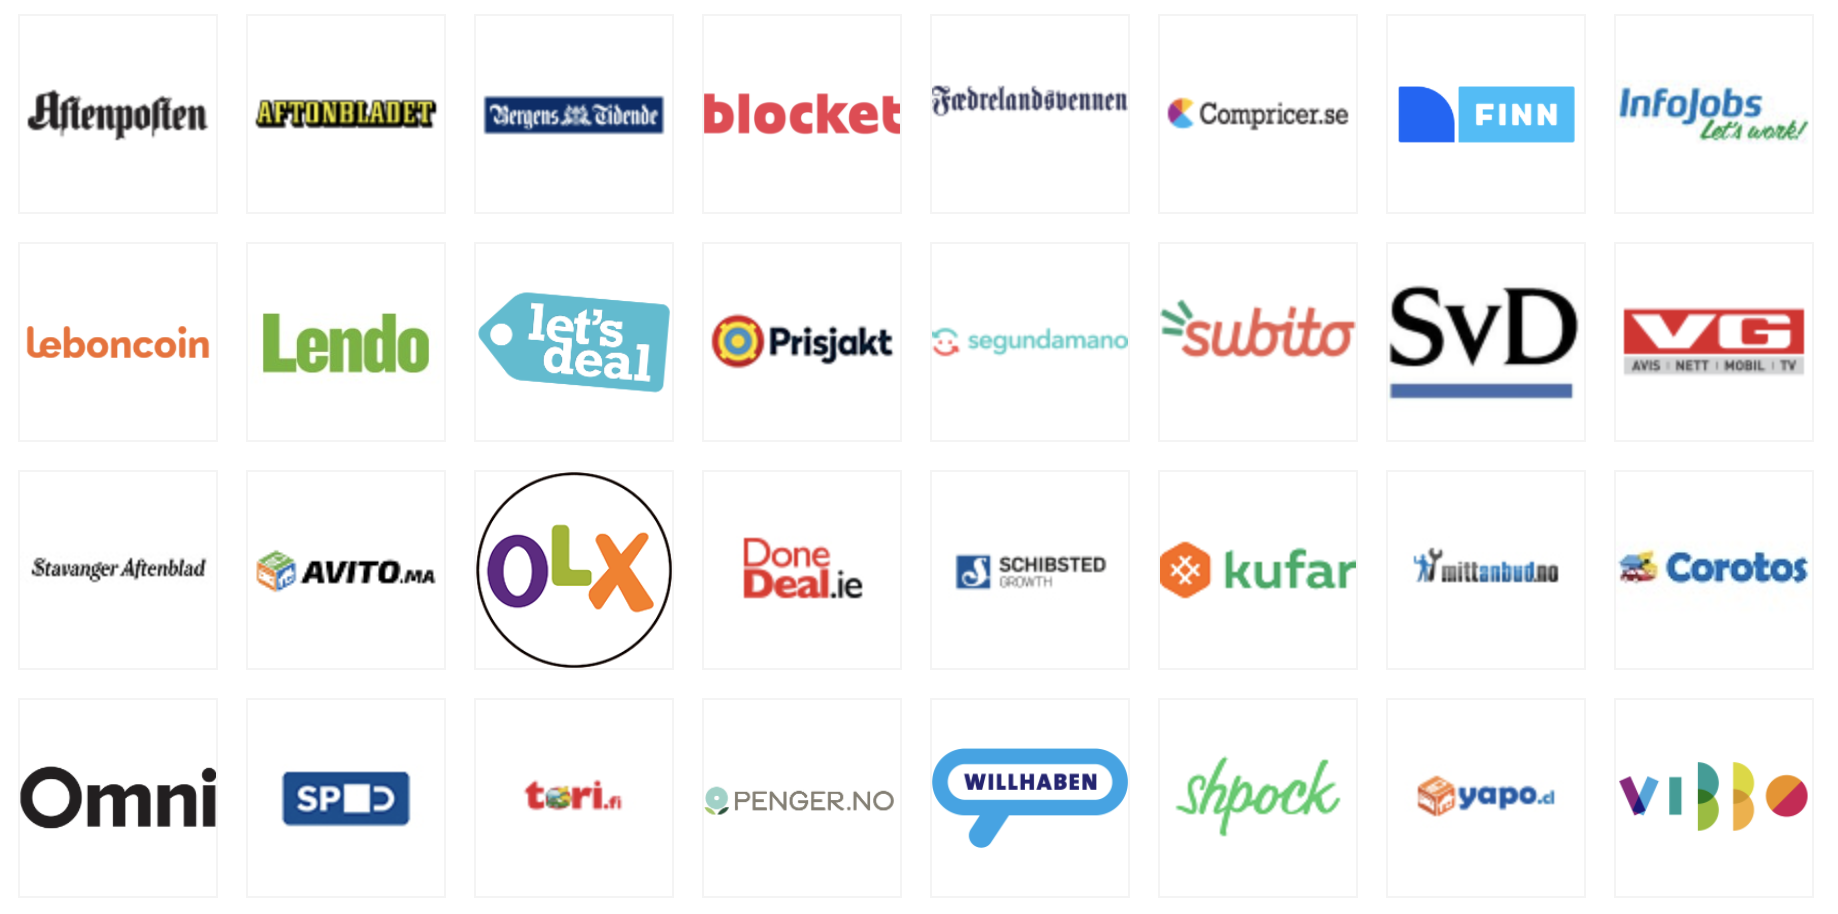 Aftenposten
AFTONBLADET
Bergens Tidende
blocket
Fædrelandsvennen
Compricer.se
FINN
InfoJobs
Let's work!
leboncoin
Lendo
let's
deal
Prisjakt
segundamano
subito
SvD
VG
AVIS | NETT | MOBIL | TV
Stavanger Aftenblad
AVITO.MA
OLX
Done
Deal.ie
SCHIBSTED
GROWTH
kufar
mittanbud.no
Corotos
Omni
SPD
tori.fi
PENGER.NO
WILLHABEN
shpock
yapo.cl
VIBBO